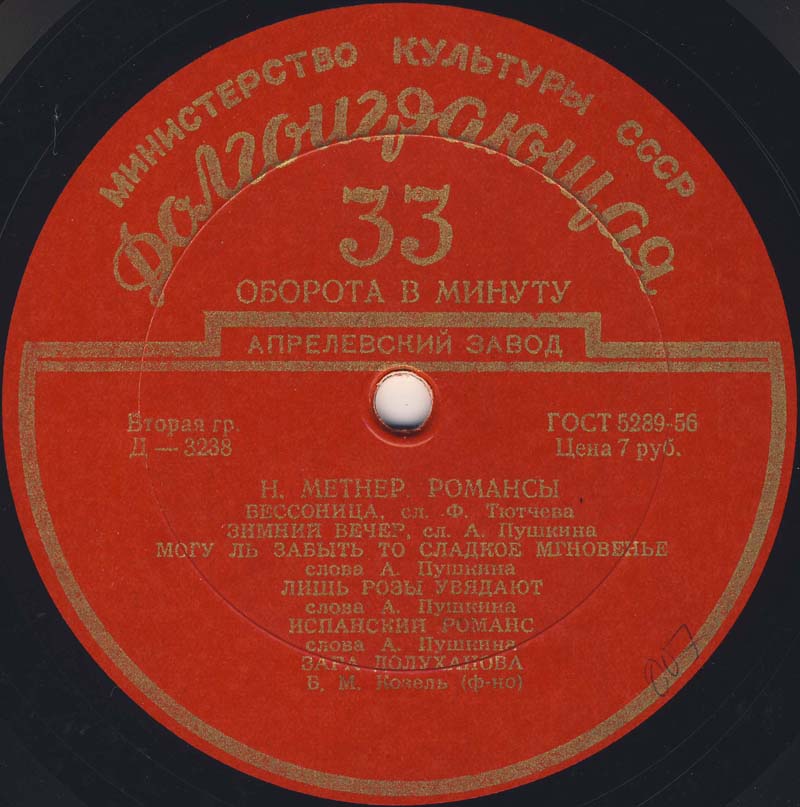 МИНИСТЕРСТВО КУЛЬТУРЫ СССР
Долгоиграющая
33
ОБОРОТА В МИНУТУ
АПРЕЛЕВСКИЙ ЗАВОД
Вторая гр.
Д — 3238
ГОСТ 5289-56
Цена 7 руб.
Н. МЕТНЕР. РОМАНСЫ
БЕССОНИЦА, сл. Ф. Тютчева
ЗИМНИЙ ВЕЧЕР, сл. А. Пушкина
МОГУ ЛЬ ЗАБЫТЬ ТО СЛАДКОЕ МГНОВЕНЬЕ
слова А. Пушкина
ЛИШЬ РОЗЫ УВЯДАЮТ
слова А. Пушкина
ИСПАНСКИЙ РОМАНС
слова А. Пушкина
ЗАРА ДОЛУХАНОВА
Б. М. Козель (ф-но)
007